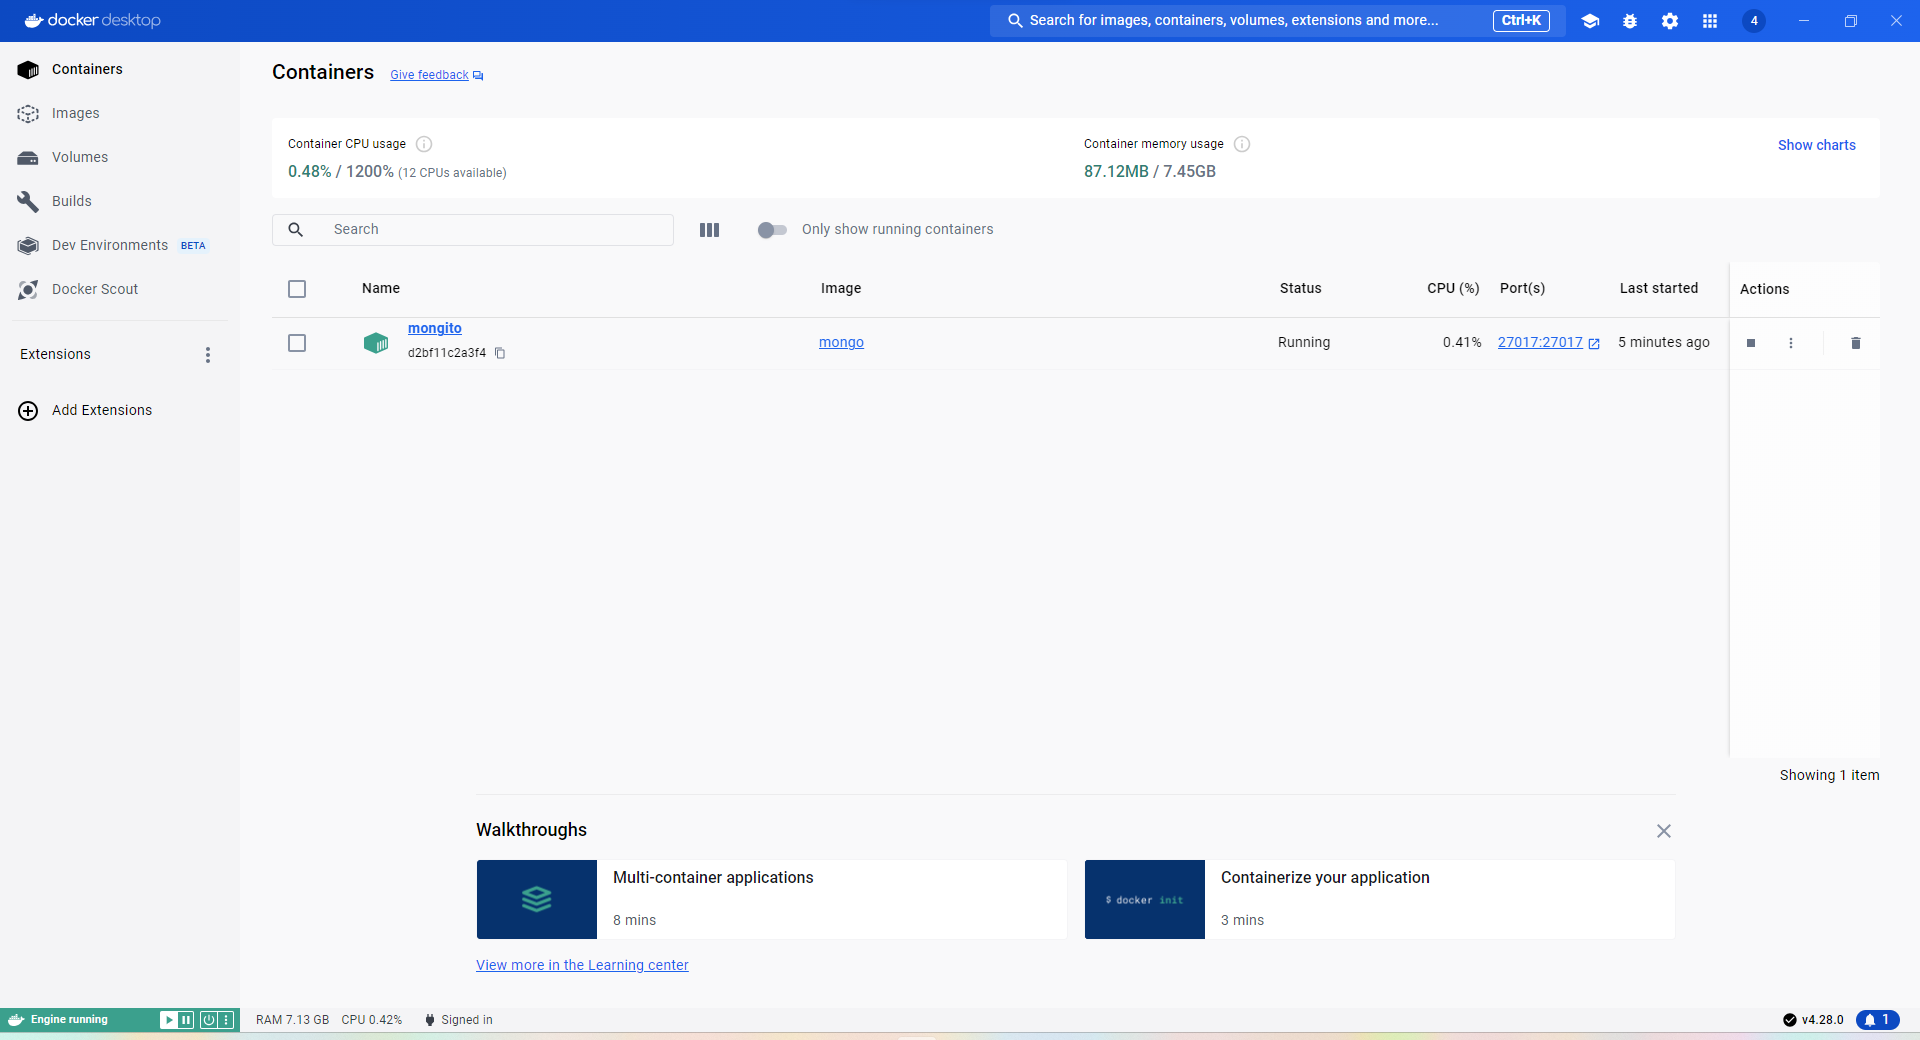 docker desktop
Search for images, containers, volumes, extensions and more... Ctrl+K
4
Containers
Images
Volumes
Builds
Dev Environments BETA
Docker Scout
Extensions
Add Extensions
Containers Give feedback
Container CPU usage
0.48% / 1200% (12 CPUs available)
Container memory usage
87.12MB / 7.45GB
Show charts
Search
Only show running containers
Name Image Status CPU (%) Port(s) Last started Actions
mongito
d2bf11c2a3f4
mongo Running 0.41% 27017:27017 5 minutes ago
Showing 1 item
Walkthroughs
Multi-container applications
8 mins
$ docker init
Containerize your application
3 mins
View more in the Learning center
Engine running
RAM 7.13 GB CPU 0.42% Signed in
v4.28.0
1